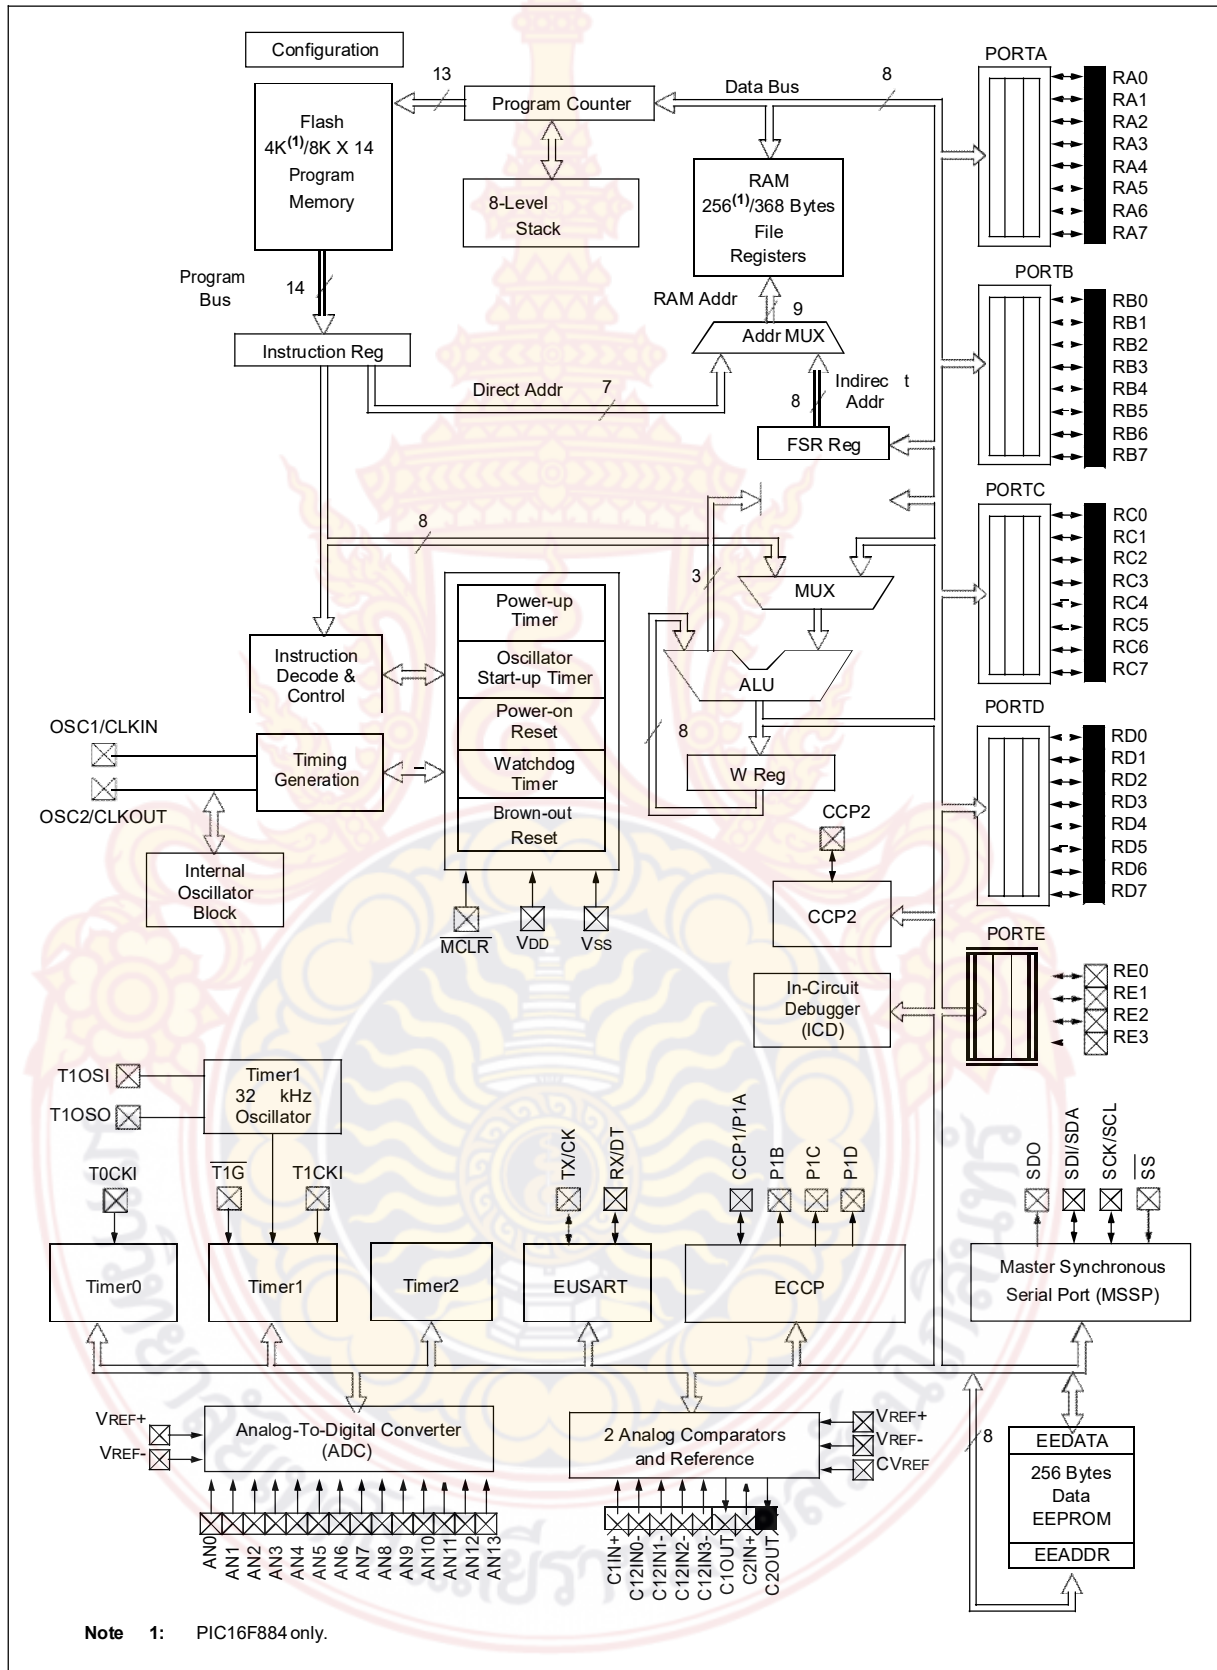 Configuration
Flash
4K(1)/8K X 14
Program
Memory
13
Program Counter
Data Bus
8
8-Level
Stack
RAM
256(1)/368 Bytes
File
Registers
Program
Bus
14
RAM Addr
9
Addr MUX
Instruction Reg
Direct Addr
7
Indirec t
Addr
8
FSR Reg
8
3
MUX
ALU
8
W Reg
Instruction
Decode &
Control
Timing
Generation
OSC1/CLKIN
OSC2/CLKOUT
Internal
Oscillator
Block
Power-up
Timer
Oscillator
Start-up Timer
Power-on
Reset
Watchdog
Timer
Brown-out
Reset
MCLR
VDD
VSS
CCP2
CCP2
In-Circuit
Debugger
(ICD)
PORTA
RA0
RA1
RA2
RA3
RA4
RA5
RA6
RA7
PORTB
RB0
RB1
RB2
RB3
RB4
RB5
RB6
RB7
PORTC
RC0
RC1
RC2
RC3
RC4
RC5
RC6
RC7
PORTD
RD0
RD1
RD2
RD3
RD4
RD5
RD6
RD7
PORTE
RE0
RE1
RE2
RE3
T1OSI
T1OSO
Timer1
32 kHz
Oscillator
T0CKI
T1G
T1CKI
TX/CK
RX/DT
CCP1/P1A
P1B
P1C
P1D
SDO
SDI/SDA
SCK/SCL
SS
Timer0
Timer1
Timer2
EUSART
ECCP
Master Synchronous
Serial Port (MSSP)
VREF+
VREF-
Analog-To-Digital Converter
(ADC)
2 Analog Comparators
and Reference
VREF+
VREF-
CVREF
8
EEDATA
256 Bytes
Data
EEPROM
EEADDR
AN0
AN1
AN2
AN3
AN4
AN5
AN6
AN7
AN8
AN9
AN10
AN11
AN12
AN13
C1IN+
C12IN0-
C12IN1-
C12IN2-
C12IN3-
C1OUT
C2IN+
C2OUT
Note 1: PIC16F884 only.